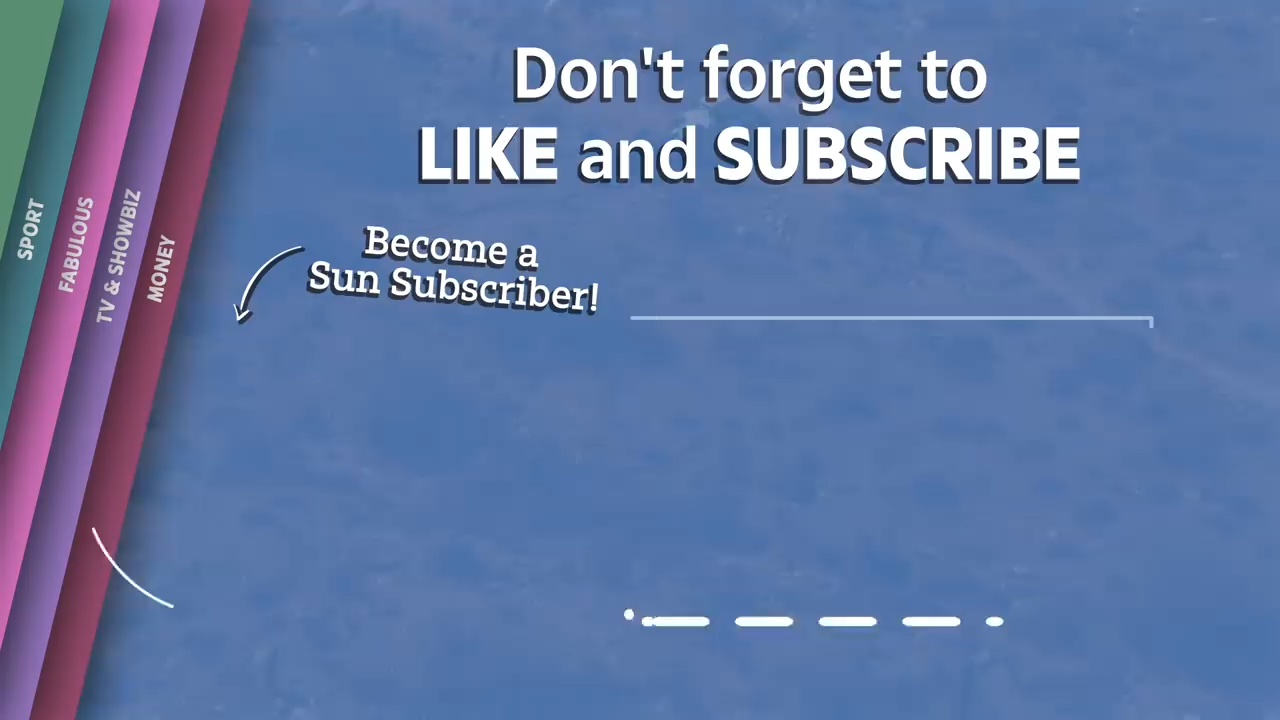 Don't forget to
LIKE and SUBSCRIBE
Become a
Sun Subscriber!
SPORT
FABULOUS
TV & SHOWBIZ
MONEY